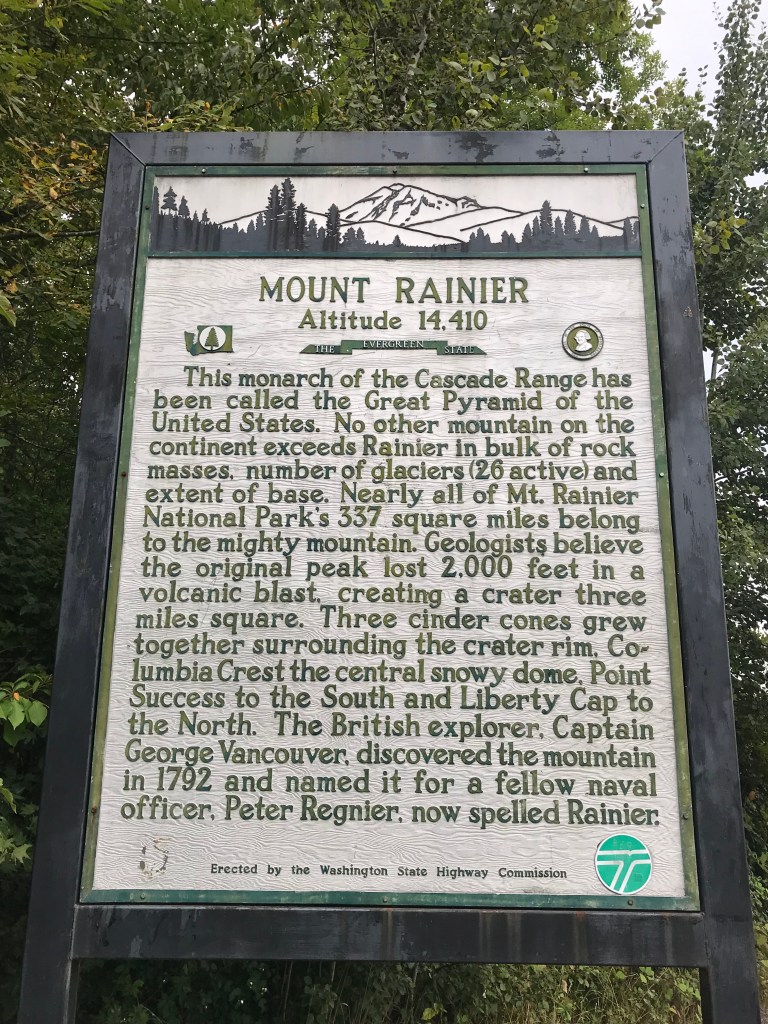 MOUNT RAINIER
Altitude 14,410
THE EVERGREEN STATE
This monarch of the Cascade Range has
been called the Great Pyramid of the
United States. No other mountain on the
continent exceeds Rainier in bulk of rock
masses, number of glaciers (26 active) and
extent of base. Nearly all of Mt. Rainier
National Park's 337 square miles belong
to the mighty mountain. Geologists believe
the original peak lost 2,000 feet in a
volcanic blast, creating a crater three
miles square. Three cinder cones grew
together surrounding the crater rim, Co-
lumbia Crest the central snowy dome, Point
Success to the South and Liberty Cap to
the North. The British explorer, Captain
George Vancouver, discovered the mountain
in 1792 and named it for a fellow naval
officer, Peter Regnier, now spelled Rainier.
Erected by the Washington State Highway Commission